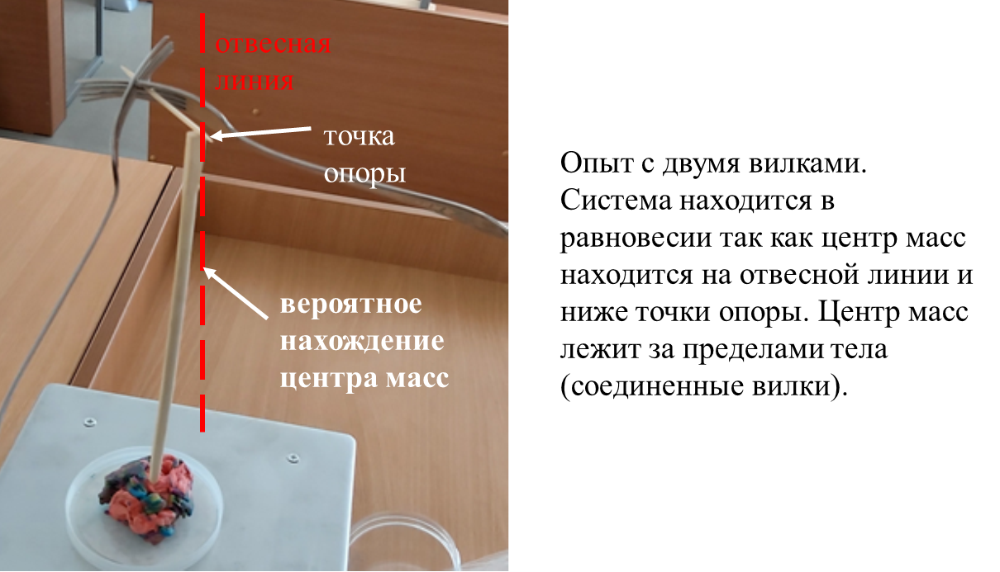 отвесная
линия
точка
опоры
вероятное
нахождение
центра масс
Опыт с двумя вилками.
Система находится в
равновесии так как центр масс
находится на отвесной линии и
ниже точки опоры. Центр масс
лежит за пределами тела
(соединенные вилки).